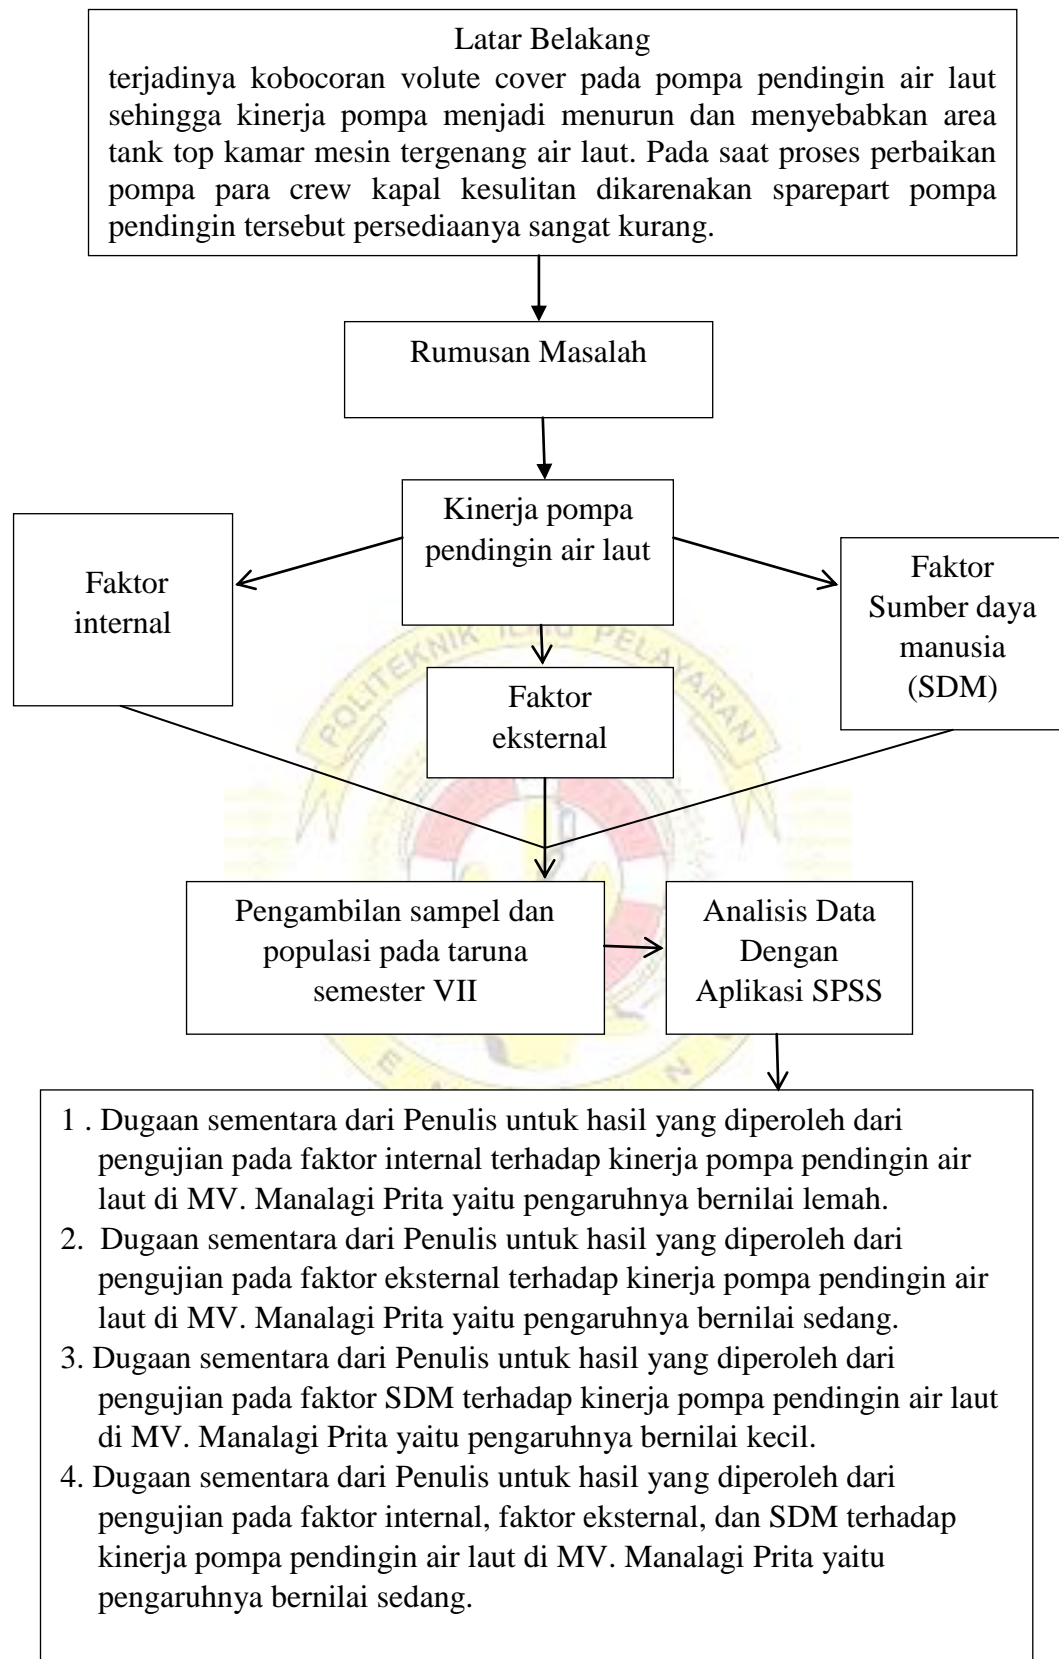 Latar Belakang
terjadinya kobocoran volute cover pada pompa pendingin air laut
sehingga kinerja pompa menjadi menurun dan menyebabkan area
tank top kamar mesin tergenang air laut. Pada saat proses perbaikan
pompa para crew kapal kesulitan dikarenakan sparepart pompa
pendingin tersebut persediaanya sangat kurang.
Rumusan Masalah
Kinerja pompa
pendingin air laut
Faktor
internal
Faktor
eksternal
Faktor
Sumber daya
manusia
(SDM)
POLITEKNIK ILMU PELAYARAN
Pengambilan sampel dan
populasi pada taruna
semester VII
Analisis Data
Dengan
Aplikasi SPSS
1 . Dugaan sementara dari Penulis untuk hasil yang diperoleh dari
pengujian pada faktor internal terhadap kinerja pompa pendingin air
laut di MV. Manalagi Prita yaitu pengaruhnya bernilai lemah.
2. Dugaan sementara dari Penulis untuk hasil yang diperoleh dari
pengujian pada faktor eksternal terhadap kinerja pompa pendingin air
laut di MV. Manalagi Prita yaitu pengaruhnya bernilai sedang.
3. Dugaan sementara dari Penulis untuk hasil yang diperoleh dari
pengujian pada faktor SDM terhadap kinerja pompa pendingin air laut
di MV. Manalagi Prita yaitu pengaruhnya bernilai kecil.
4. Dugaan sementara dari Penulis untuk hasil yang diperoleh dari
pengujian pada faktor internal, faktor eksternal, dan SDM terhadap
kinerja pompa pendingin air laut di MV. Manalagi Prita yaitu
pengaruhnya bernilai sedang.